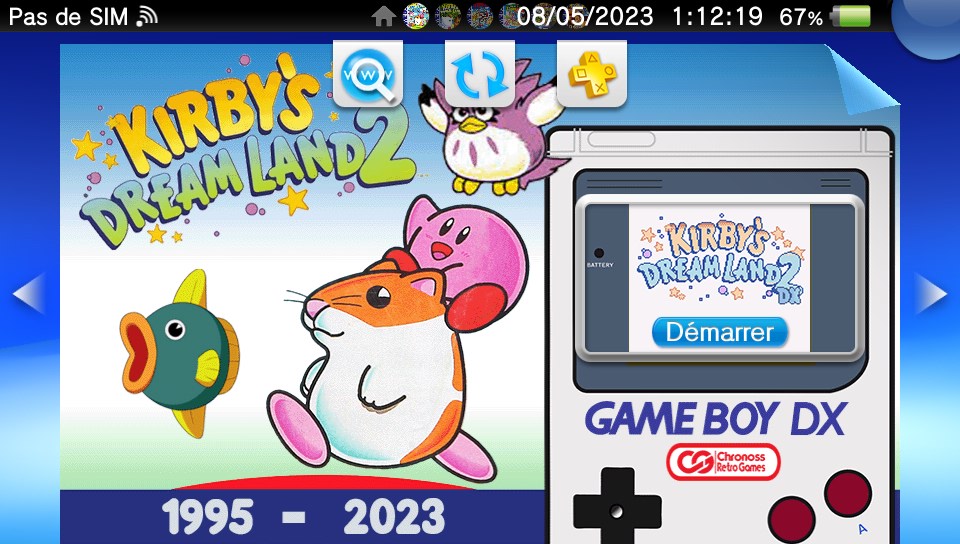 Pas de SIM
08/05/2023
1:12:19
67%
www
KIRBY'S
DREAM LAND 2
KIRBY'S
DREAM LAND 2
DX
BATTERY
Démarrer
GAME BOY DX
Chronoss
Retro Games
1995 - 2023
A